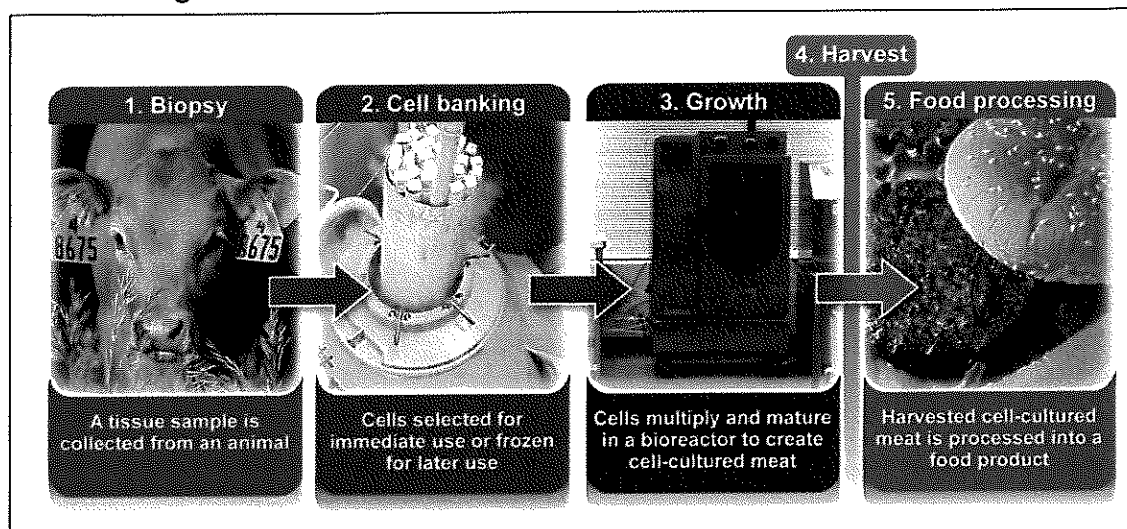 4. Harvest
1. Biopsy
2. Cell banking
3. Growth
5. Food processing
4
8675
A tissue sample is
collected from an animal
Cells selected for
immediate use or frozen
for later use
Cells multiply and mature
in a bioreactor to create
cell-cultured meat
Harvested cell-cultured
meat is processed into a
food product